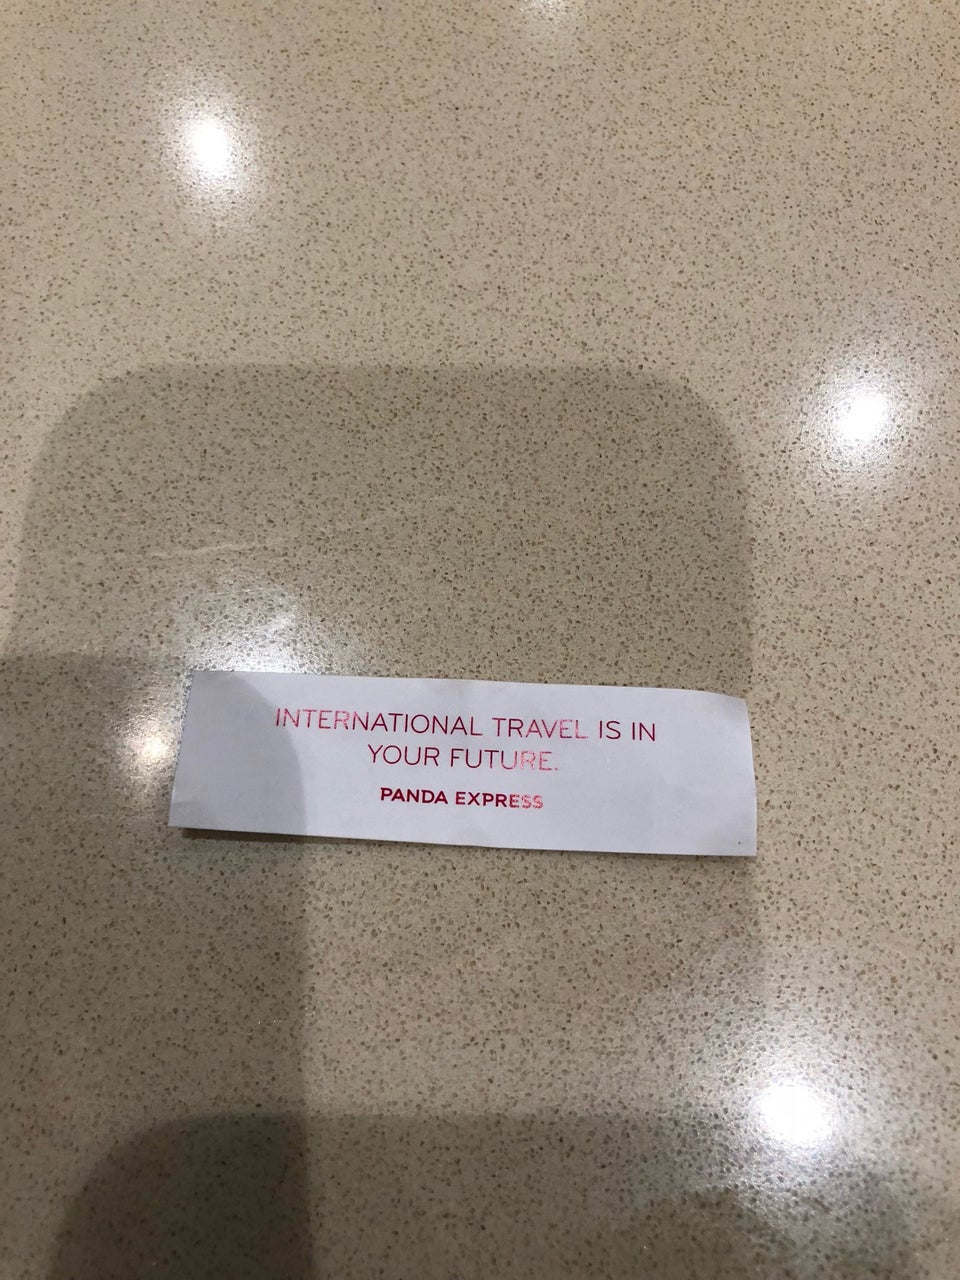 INTERNATIONAL TRAVEL IS IN
YOUR FUTURE.
PANDA EXPRESS